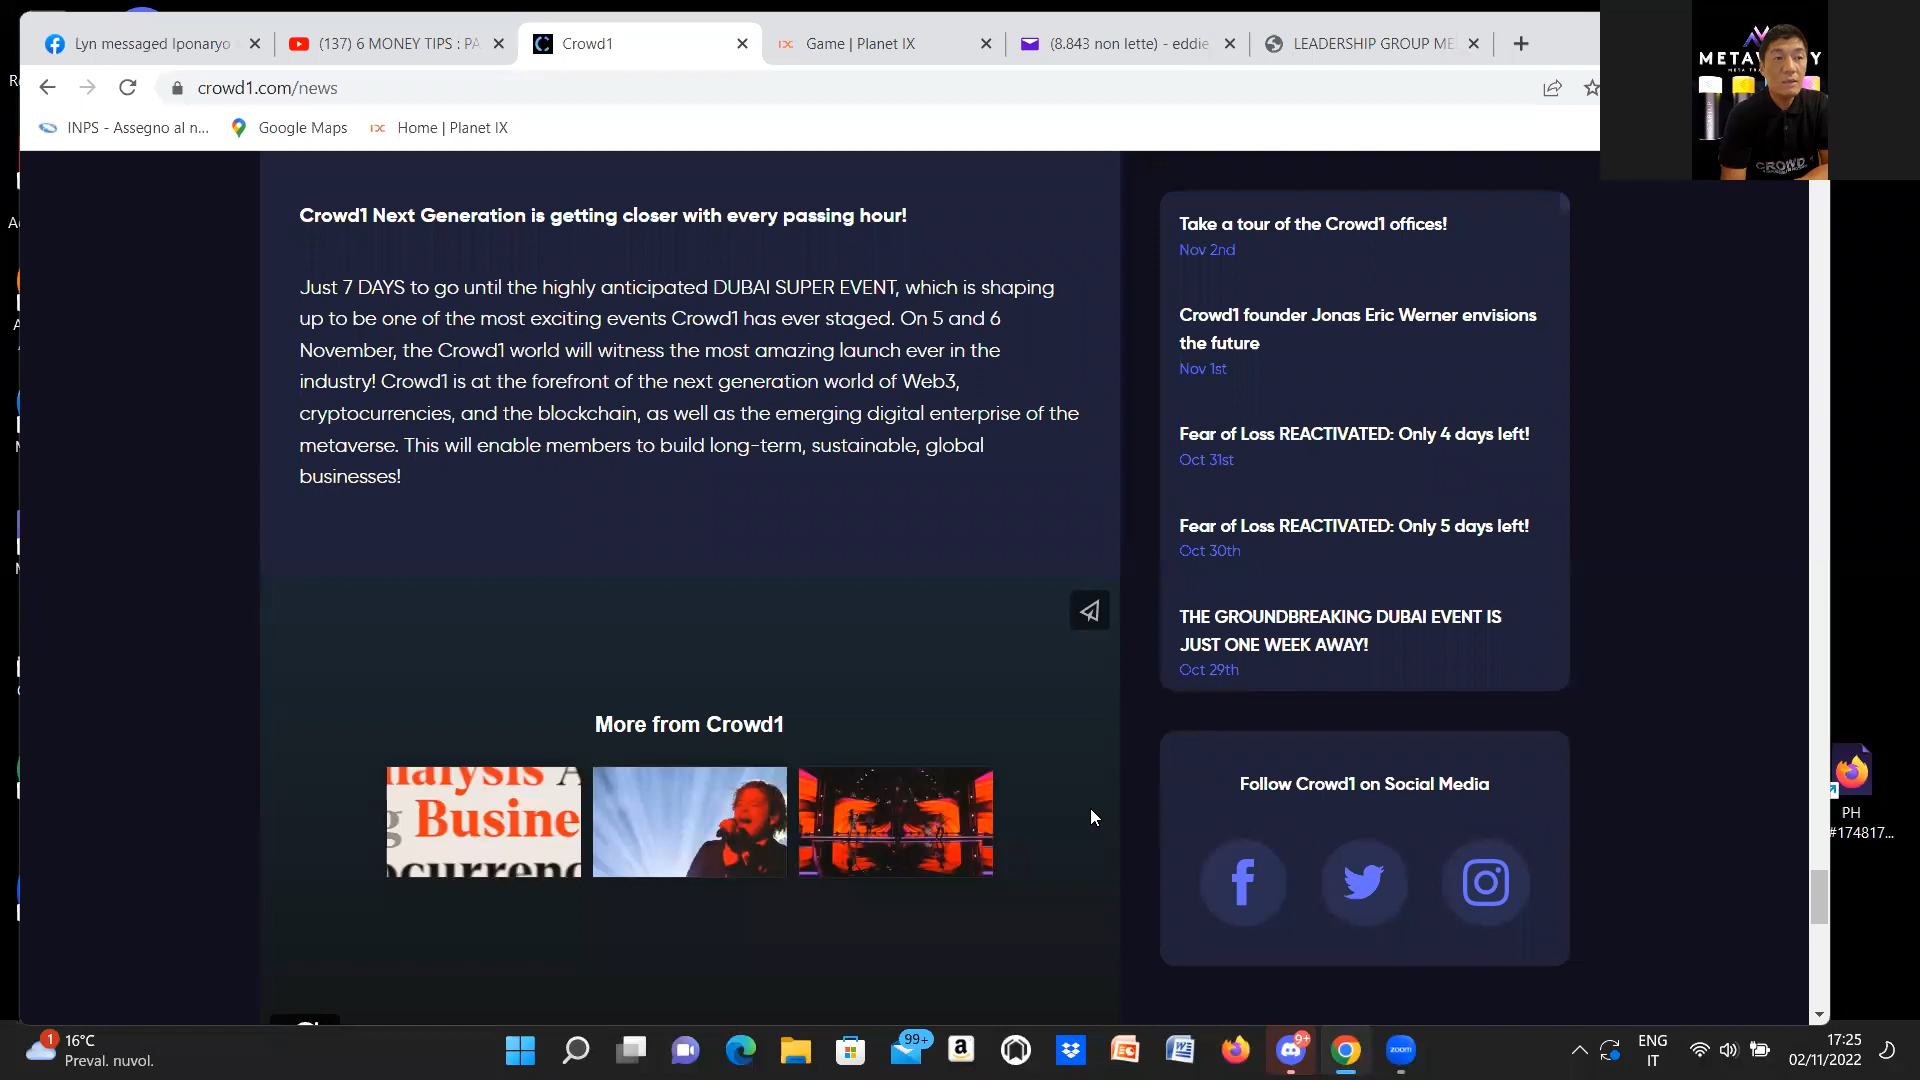 Lyn messaged Iponaryo
(137) 6 MONEY TIPS : PA
Crowd1
Game | Planet IX
(8.843 non lette) - eddie
LEADERSHIP GROUP ME
crowd1.com/news
INPS - Assegno al n...
Google Maps
Home | Planet IX
Crowd1 Next Generation is getting closer with every passing hour!
Just 7 DAYS to go until the highly anticipated DUBAI SUPER EVENT, which is shaping
up to be one of the most exciting events Crowd1 has ever staged. On 5 and 6
November, the Crowd1 world will witness the most amazing launch ever in the
industry! Crowd1 is at the forefront of the next generation world of Web3,
cryptocurrencies, and the blockchain, as well as the emerging digital enterprise of the
metaverse. This will enable members to build long-term, sustainable, global
businesses!
More from Crowd1
Busine
Take a tour of the Crowd1 offices!
Nov 2nd
Crowd1 founder Jonas Eric Werner envisions
the future
Nov 1st
Fear of Loss REACTIVATED: Only 4 days left!
Oct 31st
Fear of Loss REACTIVATED: Only 5 days left!
Oct 30th
THE GROUNDBREAKING DUBAI EVENT IS
JUST ONE WEEK AWAY!
Oct 29th
Follow Crowd1 on Social Media
PH
#174817...
1
16°C
Preval. nuvol.
99+
9+
zoom
ENG
IT
17:25
02/11/2022